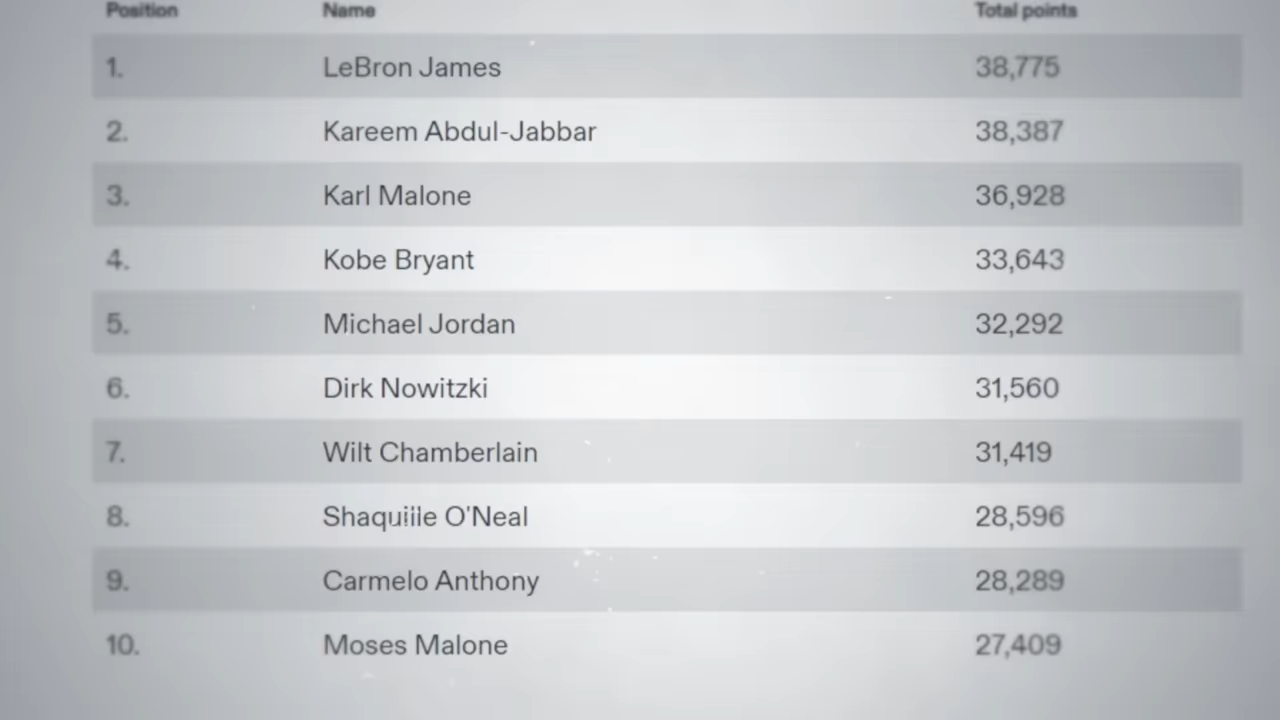 Position Name Total points
1. LeBron James 38,775
2. Kareem Abdul-Jabbar 38,387
3. Karl Malone 36,928
4. Kobe Bryant 33,643
5. Michael Jordan 32,292
6. Dirk Nowitzki 31,560
7. Wilt Chamberlain 31,419
8. Shaquille O'Neal 28,596
9. Carmelo Anthony 28,289
10. Moses Malone 27,409